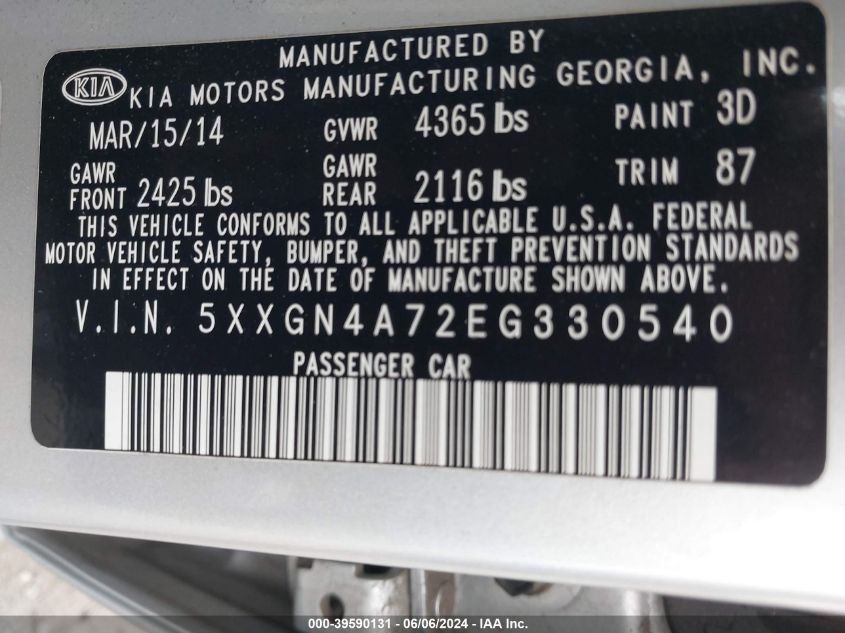 MANUFACTURED BY
KIA KIA MOTORS MANUFACTURING GEORGIA, INC.
MAR/15/14 GVWR 4365 lbs PAINT 3D
GAWR FRONT 2425 lbs GAWR REAR 2116 lbs TRIM 87
THIS VEHICLE CONFORMS TO ALL APPLICABLE U.S.A. FEDERAL
MOTOR VEHICLE SAFETY, BUMPER, AND THEFT PREVENTION STANDARDS
IN EFFECT ON THE DATE OF MANUFACTURE SHOWN ABOVE.
V.I.N. 5XXGN4A72EG330540
PASSENGER CAR
000-39590131 - 06/06/2024 - IAA Inc.